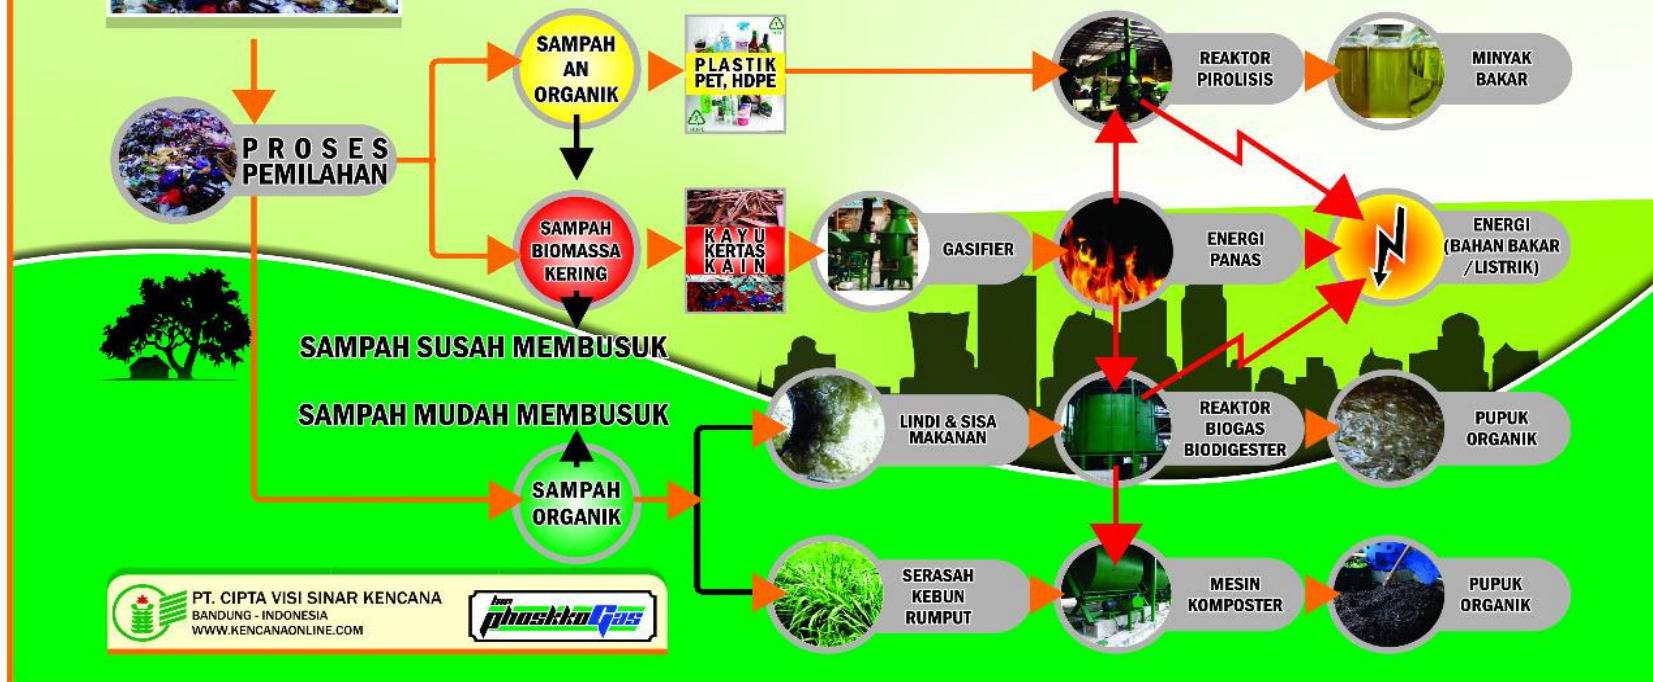 SAMPAH
AN
ORGANIK
PLASTIK
PET, HDPE
REAKTOR
PIROLISIS
MINYAK
BAKAR
PROSES
PEMILAHAN
SAMPAH
BIOMASSA
KERING
KAYU
KERTAS
KAIN
GASIFIER
ENERGI
PANAS
ENERGI
(BAHAN BAKAR
/LISTRIK)
SAMPAH SUSAH MEMBUSUK
SAMPAH MUDAH MEMBUSUK
LINDI & SISA
MAKANAN
REAKTOR
BIOGAS
BIODIGESTER
PUPUK
ORGANIK
SAMPAH
ORGANIK
SERASAH
KEBUN
RUMPUT
MESIN
KOMPOSTER
PUPUK
ORGANIK
PT. CIPTA VISI SINAR KENCANA
BANDUNG - INDONESIA
WWW.KENCANAONLINE.COM
phoskkoGas